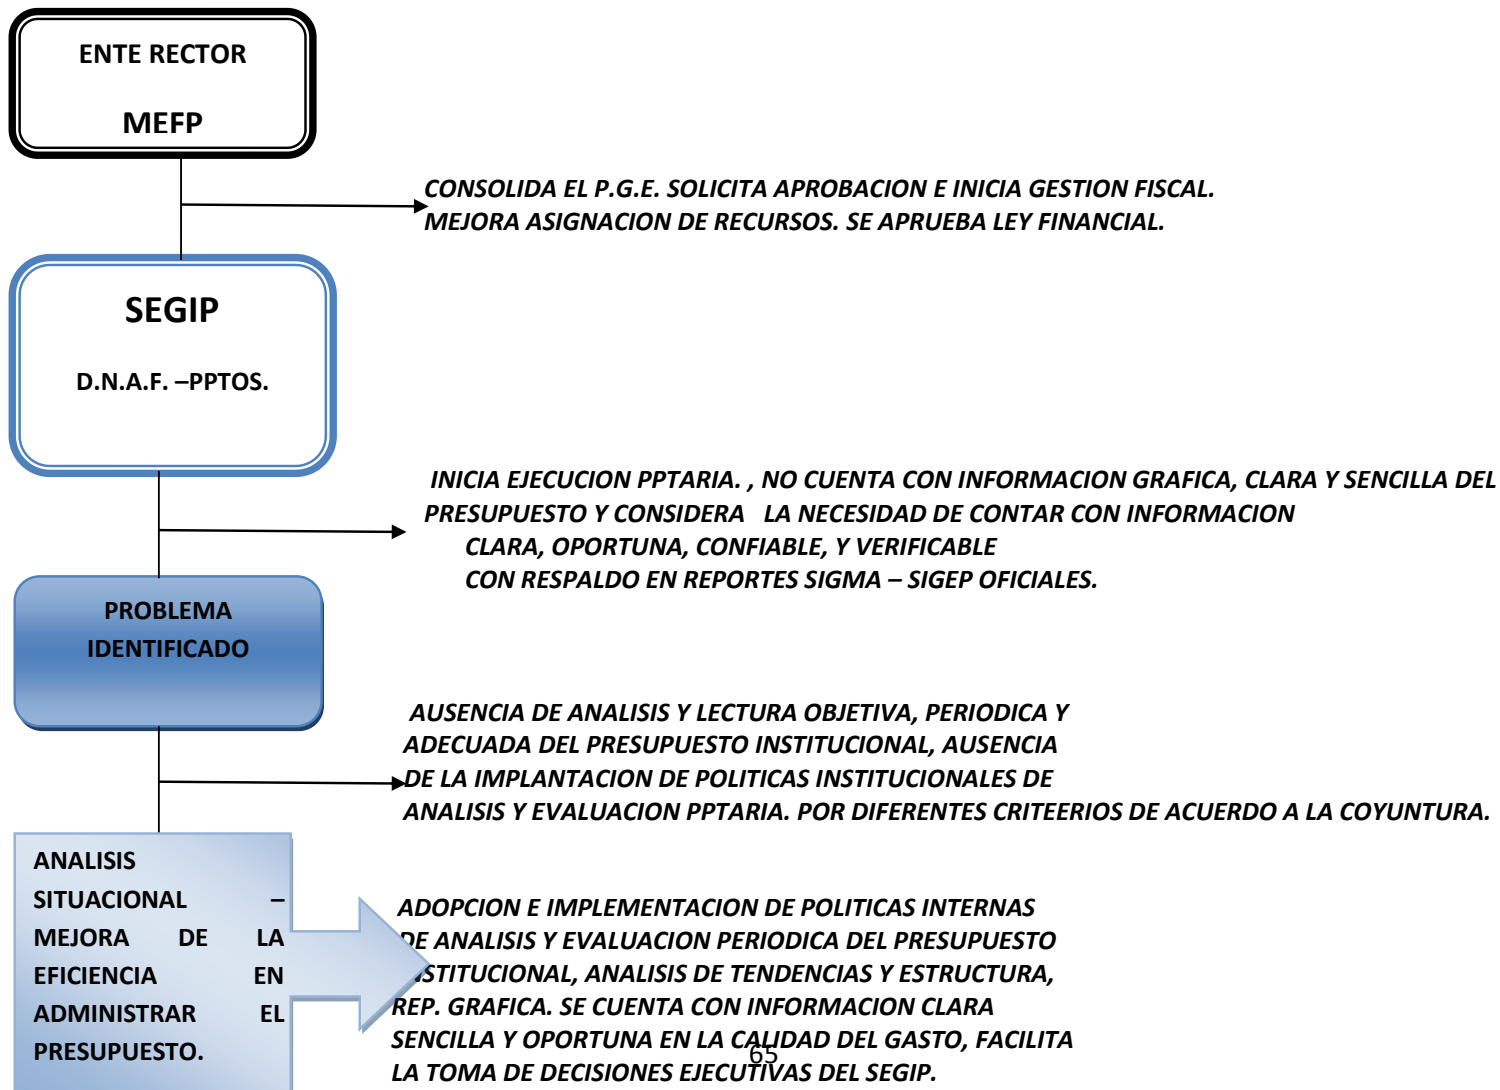 ENTE RECTOR
MEFP
CONSOLIDA EL P.G.E. SOLICITA APROBACION E INICIA GESTION FISCAL.
MEJORA ASIGNACION DE RECURSOS. SE APRUEBA LEY FINANCIAL.
SEGIP
D.N.A.F. –PPTOS.
INICIA EJECUCION PPTARIA. , NO CUENTA CON INFORMACION GRAFICA, CLARA Y SENCILLA DEL
PRESUPUESTO Y CONSIDERA LA NECESIDAD DE CONTAR CON INFORMACION
CLARA, OPORTUNA, CONFIABLE, Y VERIFICABLE
CON RESPALDO EN REPORTES SIGMA – SIGEP OFICIALES.
PROBLEMA
IDENTIFICADO
AUSENCIA DE ANALISIS Y LECTURA OBJETIVA, PERIODICA Y
ADECUADA DEL PRESUPUESTO INSTITUCIONAL, AUSENCIA
DE LA IMPLANTACION DE POLITICAS INSTITUCIONALES DE
ANALISIS Y EVALUACION PPTARIA. POR DIFERENTES CRITEERIOS DE ACUERDO A LA COYUNTURA.
ANALISIS
SITUACIONAL –
MEJORA DE LA
EFICIENCIA EN
ADMINISTRAR EL
PRESUPUESTO.
ADOPCION E IMPLEMENTACION DE POLITICAS INTERNAS
DE ANALISIS Y EVALUACION PERIODICA DEL PRESUPUESTO
INSTITUCIONAL, ANALISIS DE TENDENCIAS Y ESTRUCTURA,
REP. GRAFICA. SE CUENTA CON INFORMACION CLARA
SENCILLA Y OPORTUNA EN LA CALIDAD DEL GASTO, FACILITA
LA TOMA DE DECISIONES EJECUTIVAS DEL SEGIP.
65